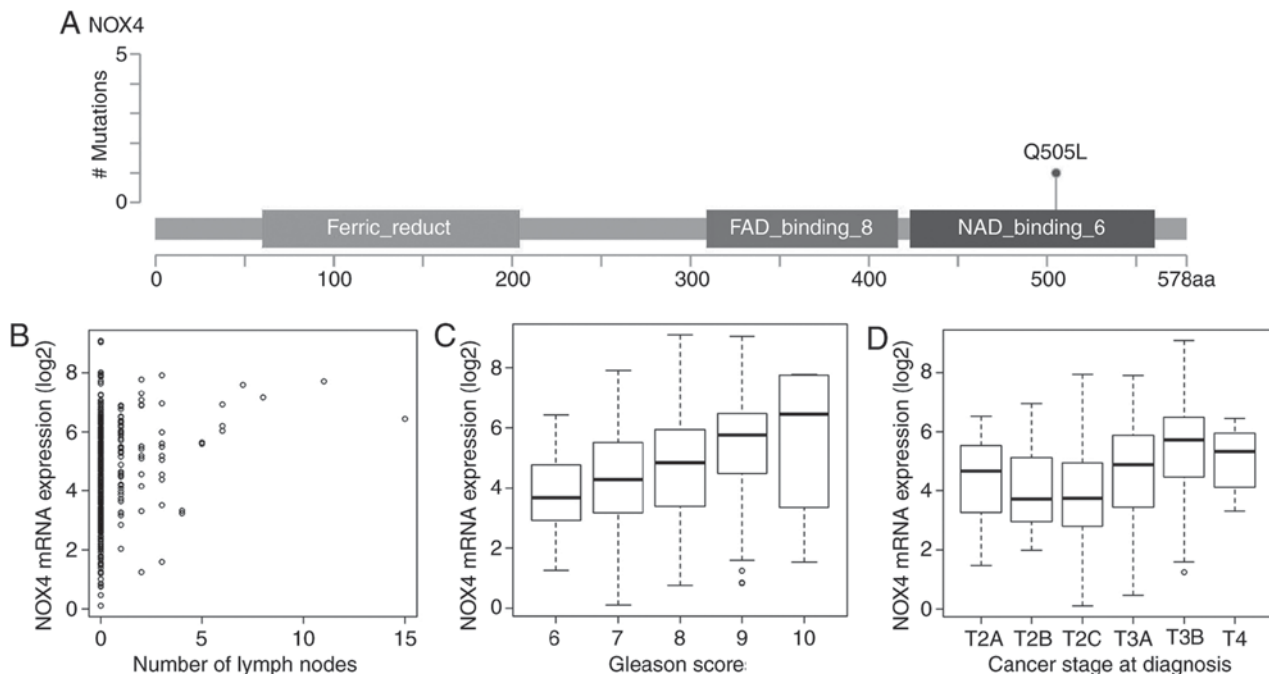 A NOX4
5
# Mutations
0
Q505L
Ferric_reduct FAD_binding_8 NAD_binding_6
0 100 200 300 400 500 578aa
B
NOX4 mRNA expression (log2)
8
6
4
2
0
0 5 10 15
Number of lymph nodes
C
NOX4 mRNA expression (log2)
8
6
4
2
0
6 7 8 9 10
Gleason score:
D
NOX4 mRNA expression (log2)
8
6
4
2
0
T2A T2B T2C T3A T3B T4
Cancer stage at diagnosis